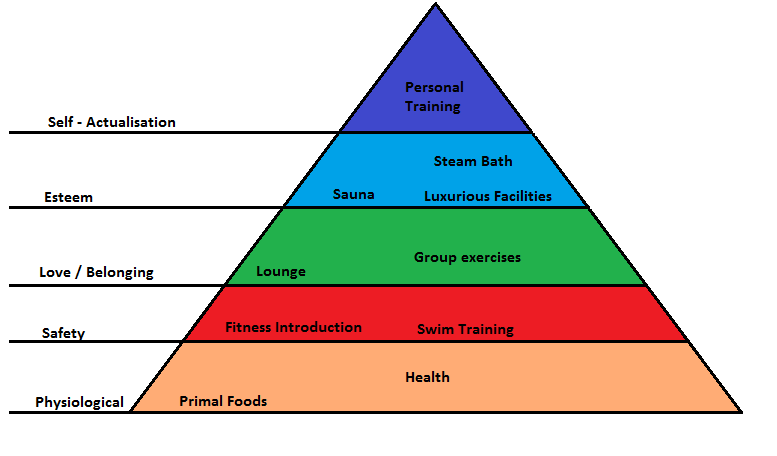 Personal
Training
Self - Actualisation
Steam Bath
Sauna
Luxurious Facilities
Esteem
Group exercises
Lounge
Love / Belonging
Fitness Introduction
Swim Training
Safety
Health
Primal Foods
Physiological